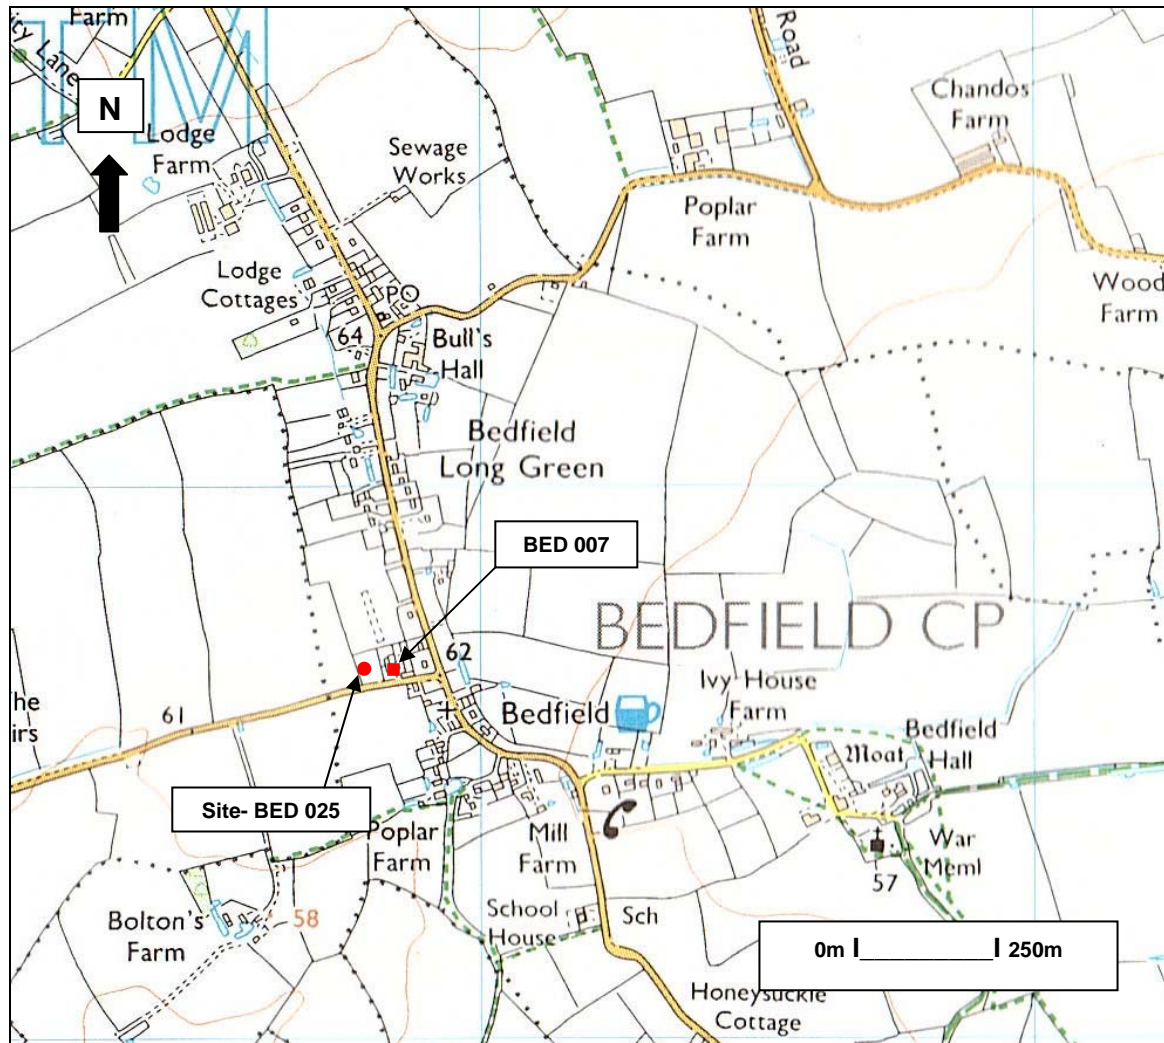 Farm
ity Lane
TM
N
Lodge
Farm
Sewage
Works
Road
Chandos
Farm
Poplar
Farm
Wood
Farm
Lodge
Cottages
PO
64
Bull's
Hall
Bedfield
Long Green
BED 007
BEDFIELD CP
62
61
he
irs
Bedfield
Ivy House
Farm
Moat
Bedfield
Hall
Site- BED 025
Poplar
Farm
Mill
Farm
War
Meml
57
Bolton's
Farm
58
School
House
Sch
0m I__________I 250m
Honeysuckle
Cottage